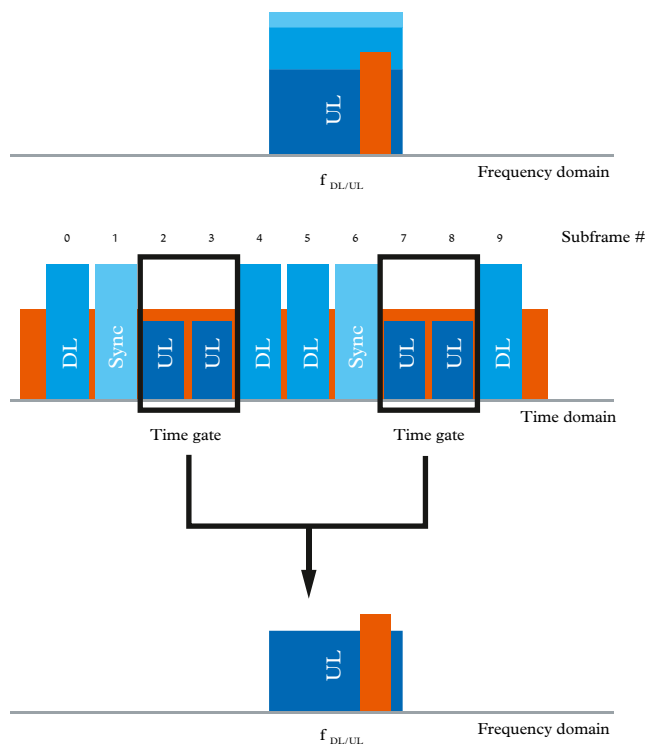 UL
Frequency domain
f DL/UL
0 1 2 3 4 5 6 7 8 9 Subframe #
DL Sync UL UL DL DL Sync UL UL DL
Time domain
Time gate Time gate
UL
Frequency domain
f DL/UL